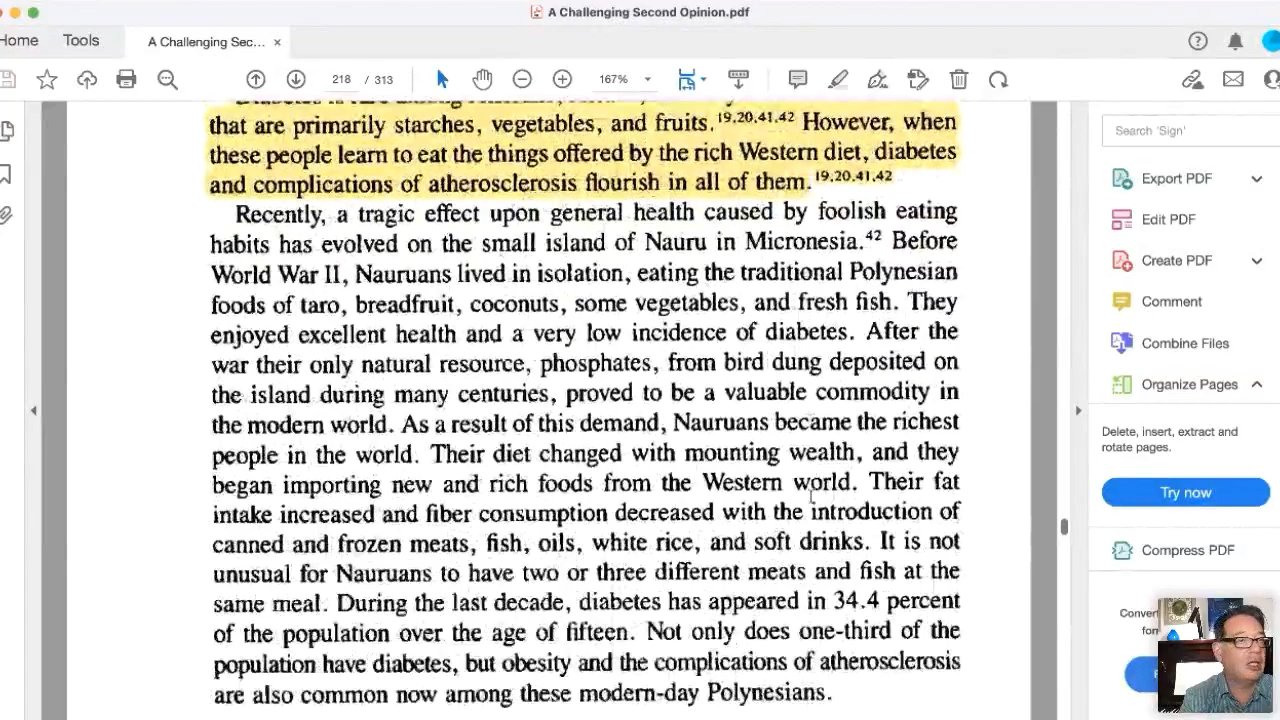 A Challenging Second Opinion.pdf
Home Tools A Challenging Sec... ×
218 / 313 167%
that are primarily starches, vegetables, and fruits.19,20,41,42 However, when
these people learn to eat the things offered by the rich Western diet, diabetes
and complications of atherosclerosis flourish in all of them.19,20,41,42
Recently, a tragic effect upon general health caused by foolish eating
habits has evolved on the small island of Nauru in Micronesia.42 Before
World War II, Nauruans lived in isolation, eating the traditional Polynesian
foods of taro, breadfruit, coconuts, some vegetables, and fresh fish. They
enjoyed excellent health and a very low incidence of diabetes. After the
war their only natural resource, phosphates, from bird dung deposited on
the island during many centuries, proved to be a valuable commodity in
the modern world. As a result of this demand, Nauruans became the richest
people in the world. Their diet changed with mounting wealth, and they
began importing new and rich foods from the Western world. Their fat
intake increased and fiber consumption decreased with the introduction of
canned and frozen meats, fish, oils, white rice, and soft drinks. It is not
unusual for Nauruans to have two or three different meats and fish at the
same meal. During the last decade, diabetes has appeared in 34.4 percent
of the population over the age of fifteen. Not only does one-third of the
population have diabetes, but obesity and the complications of atherosclerosis
are also common now among these modern-day Polynesians.
Search 'Sign'
Export PDF
Edit PDF
Create PDF
Comment
Combine Files
Organize Pages
Delete, insert, extract and
rotate pages.
Try now
Compress PDF